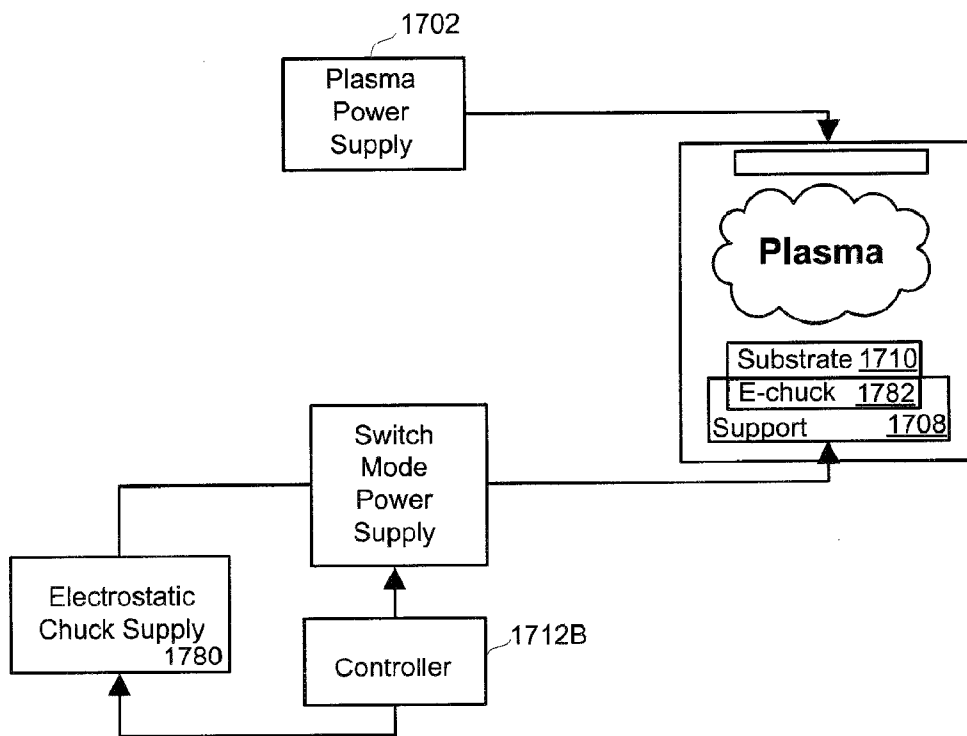 1702
Plasma
Power
Supply
Plasma
Substrate 1710
E-chuck 1782
Support 1708
Switch
Mode
Power
Supply
Electrostatic
Chuck Supply
1780
1712B
Controller